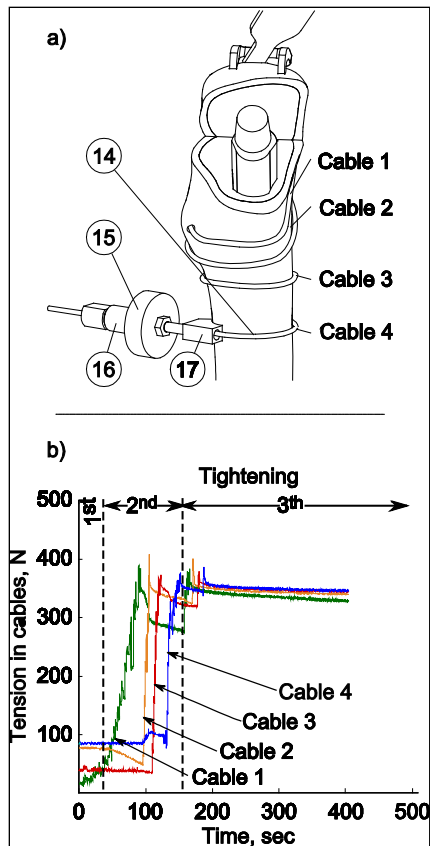 a)
14
Cable 1
Cable 2
15
Cable 3
Cable 4
16
17
b)
Tightening
500
1st
2nd
3th
400
300
100
Tension in cables, N
Cable 4
Cable 3
Cable 2
Cable 1
0 100 200 300 400 500
Time, sec